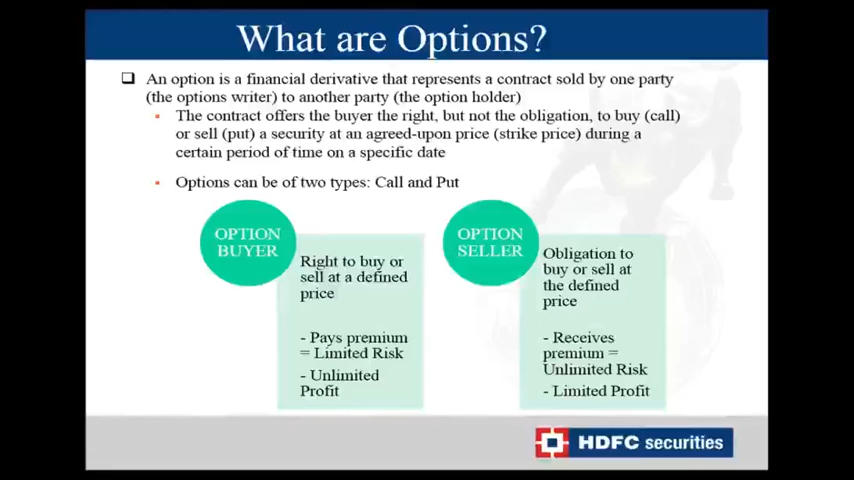 What are Options?
An option is a financial derivative that represents a contract sold by one party
(the options writer) to another party (the option holder)
The contract offers the buyer the right, but not the obligation, to buy (call)
or sell (put) a security at an agreed-upon price (strike price) during a
certain period of time on a specific date
Options can be of two types: Call and Put
OPTION
BUYER
Right to buy or
sell at a defined
price
- Pays premium
= Limited Risk
- Unlimited
Profit
OPTION
SELLER
Obligation to
buy or sell at
the defined
price
- Receives
premium =
Unlimited Risk
- Limited Profit
HDFC securities